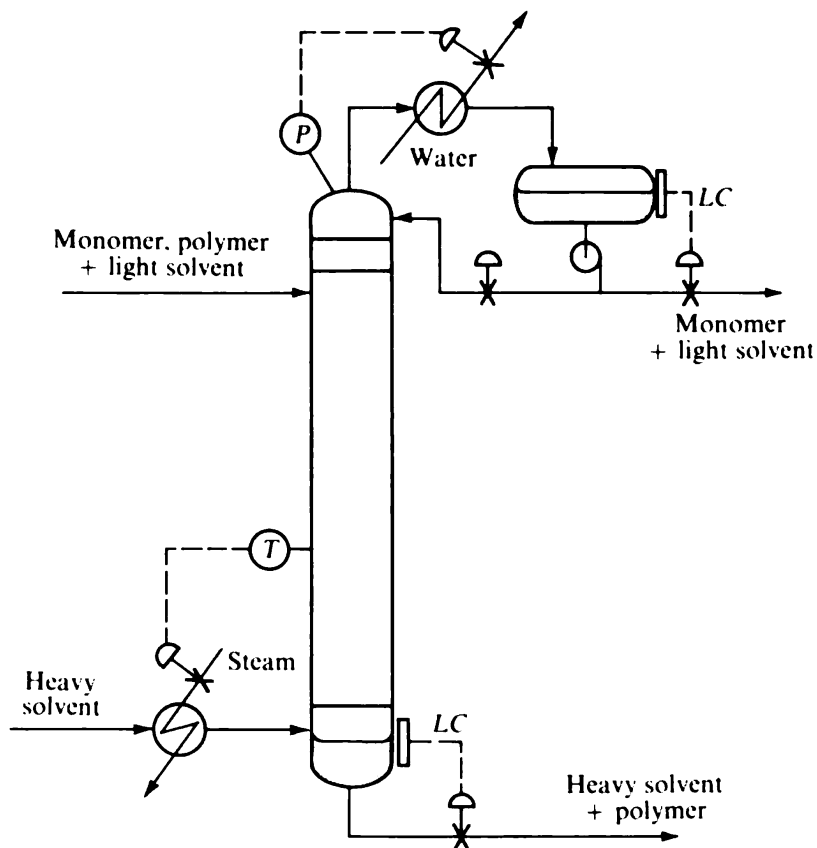 P
Water
LC
Monomer, polymer
+ light solvent
Monomer
+ light solvent
T
Steam
Heavy
solvent
LC
Heavy solvent
+ polymer